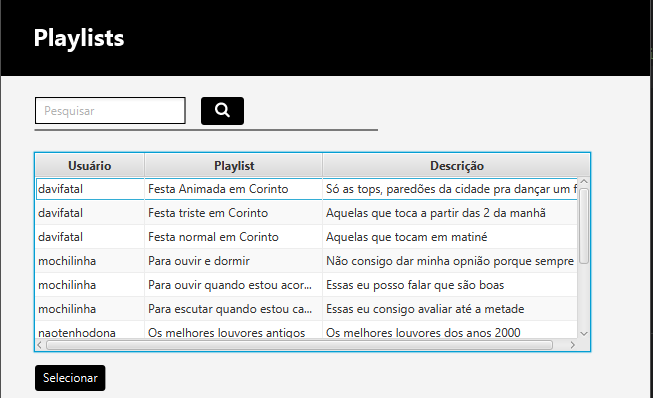 Playlists
Pesquisar
Usuário Playlist Descrição
davifatal Festa Animada em Corinto Só as tops, paredões da cidade pra dançar um f
davifatal Festa triste em Corinto Aquelas que toca a partir das 2 da manhã
davifatal Festa normal em Corinto Aquelas que tocam em matiné
mochilinha Para ouvir e dormir Não consigo dar minha opnião porque sempre
mochilinha Para ouvir quando estou acor... Essas eu posso falar que são boas
mochilinha Para escutar quando estou ca... Essas eu consigo avaliar até a metade
naotenhodona Os melhores louvores antigos Os melhores louvores dos anos 2000
Selecionar